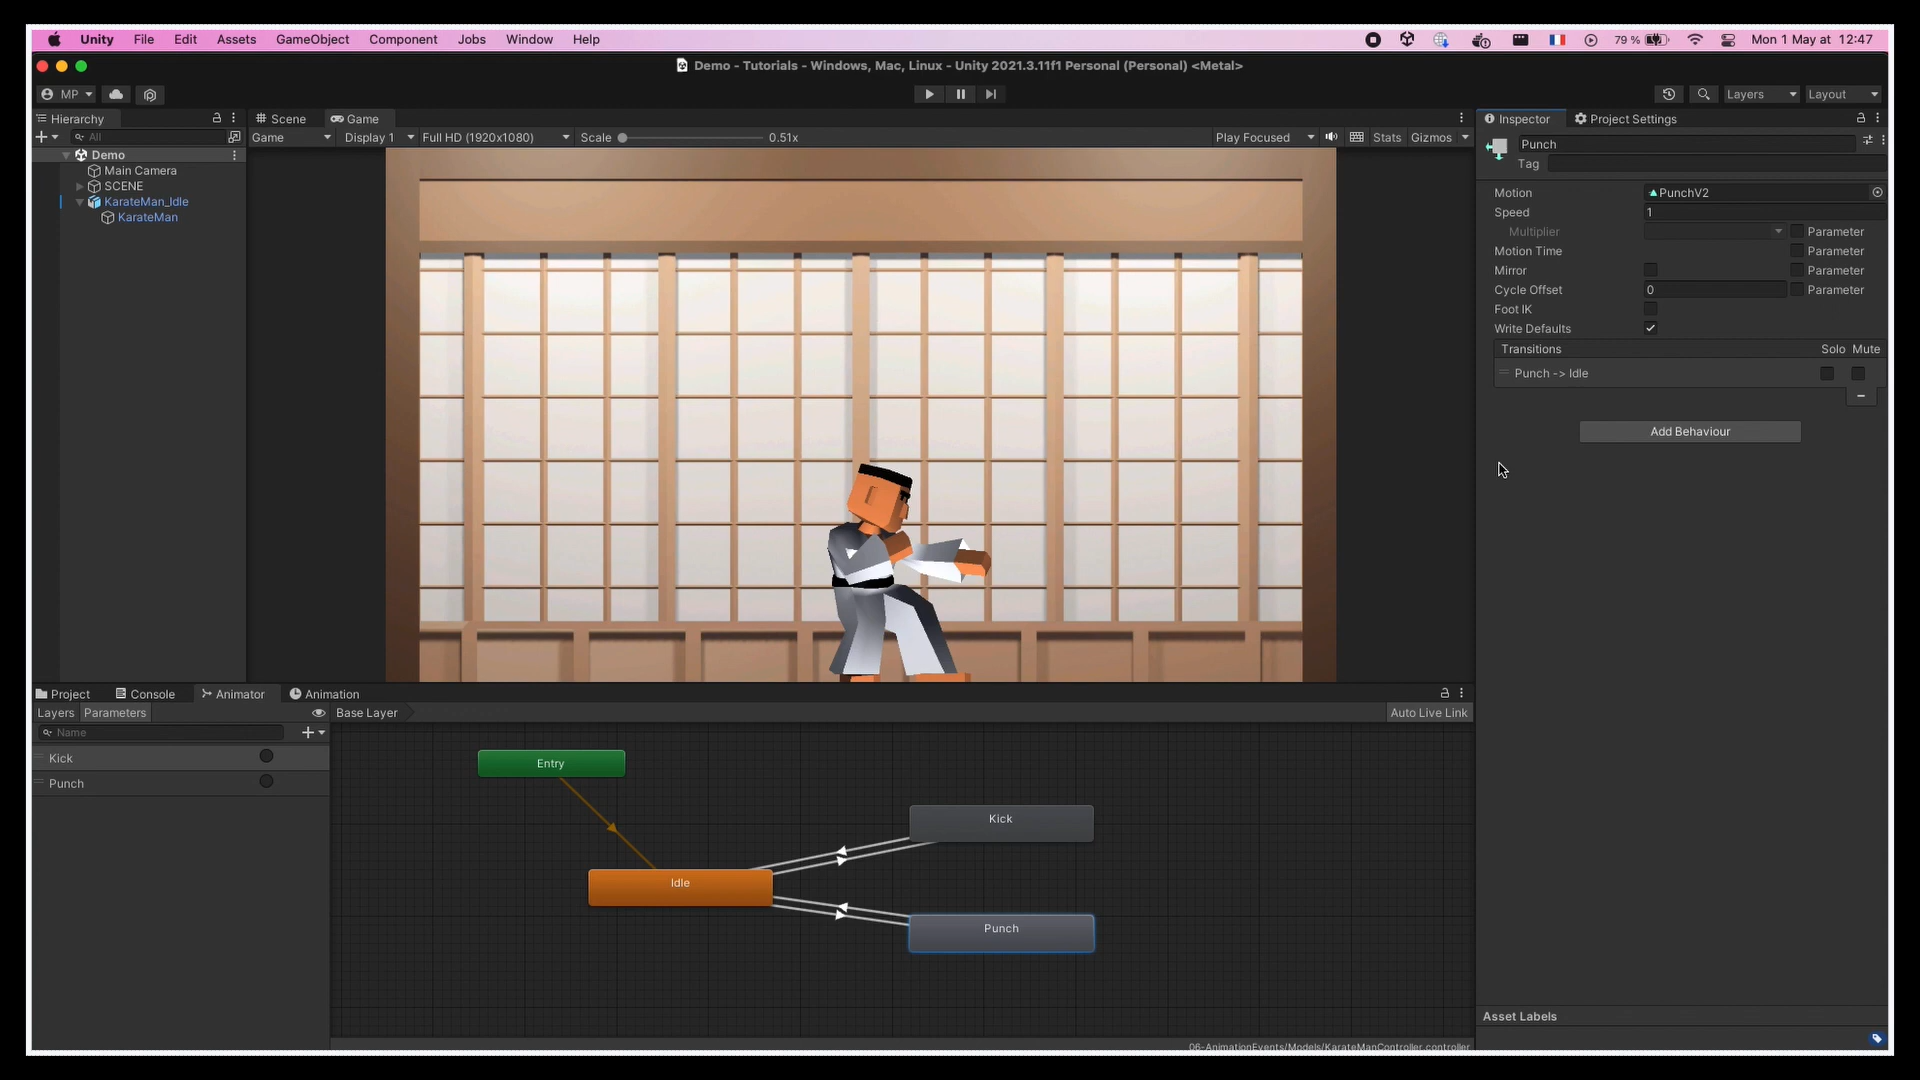 Unity File Edit Assets GameObject Component Jobs Window Help 79 % Mon 1 May at 12:47
Demo - Tutorials - Windows, Mac, Linux - Unity 2021.3.11f1 Personal (Personal) <Metal>
MP Layers Layout
Hierarchy Scene Game Inspector Project Settings
All Game Display 1 Full HD (1920x1080) Scale 0.51x Play Focused Stats Gizmos
Demo
Main Camera
SCENE
KarateMan_Idle
KarateMan
Punch
Tag
Motion PunchV2
Speed 1
Multiplier Parameter
Motion Time Parameter
Mirror Parameter
Cycle Offset 0 Parameter
Foot IK
Write Defaults
Transitions Solo Mute
Punch -> Idle
Add Behaviour
Project Console Animator Animation
Layers Parameters Base Layer Auto Live Link
Name
Kick
Punch
Entry
Kick
Idle
Punch
Asset Labels
06-AnimationEvents/Models/KarateManController.controller